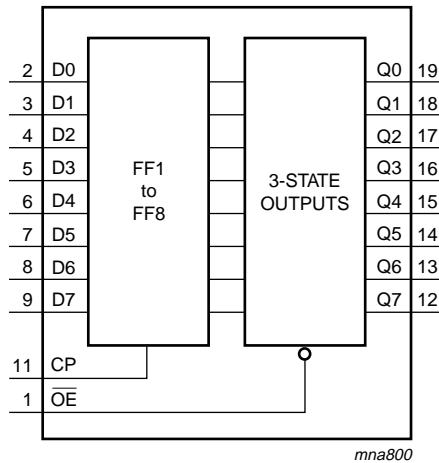 2 D0 Q0 19
3 D1 Q1 18
4 D2 Q2 17
5 D3 Q3 16
6 D4 Q4 15
7 D5 Q5 14
8 D6 Q6 13
9 D7 Q7 12
FF1
to
FF8
3-STATE
OUTPUTS
11 CP
1 O̅E̅
mna800